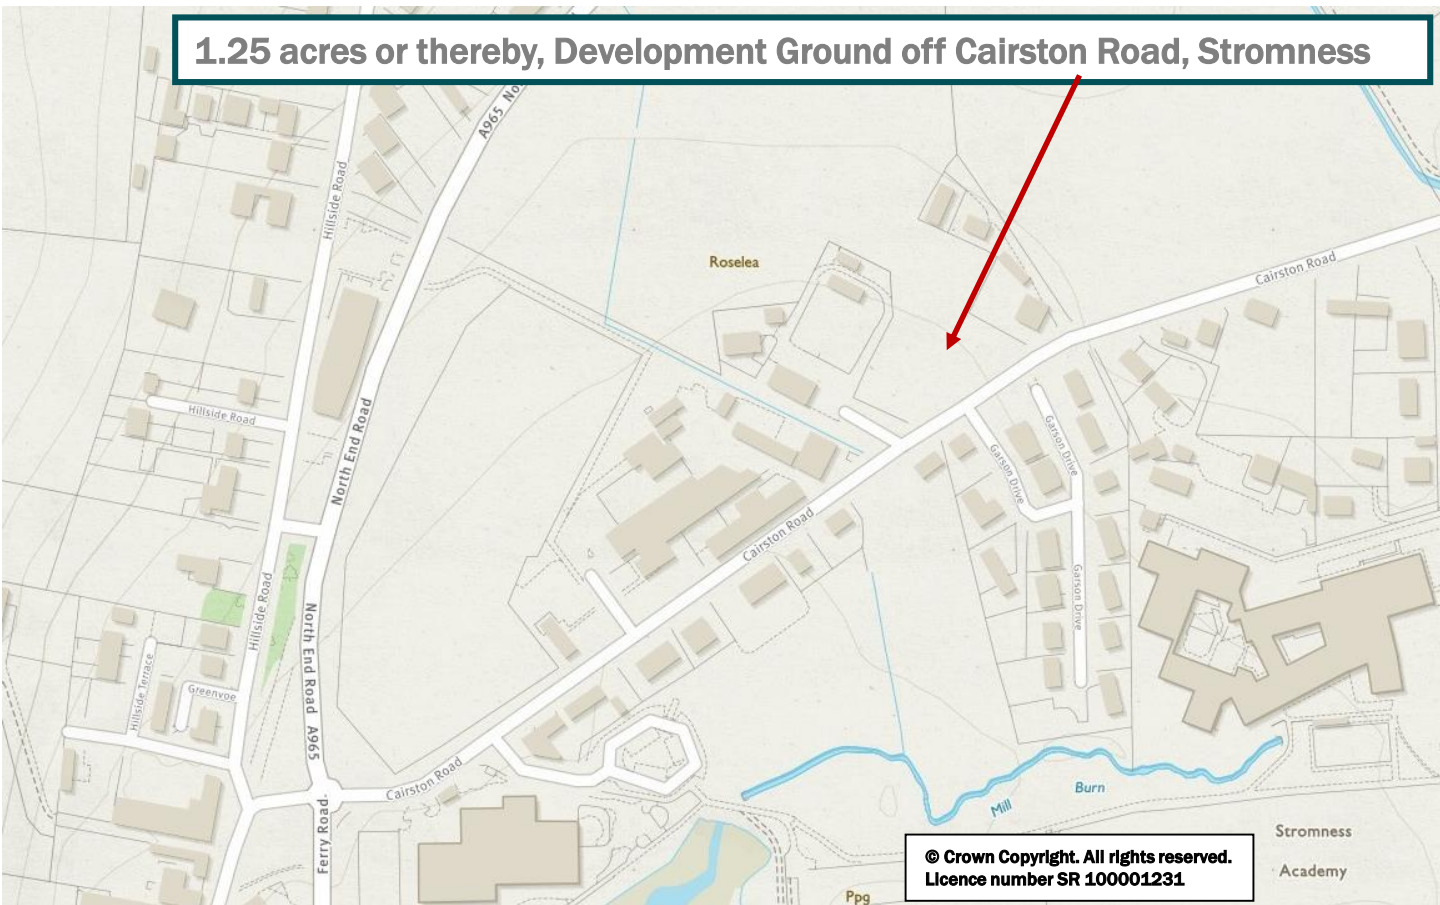 1.25 acres or thereby, Development Ground off Cairston Road, Stromness
A965 No
Hillside Road
Roselea
Cairston Road
Hillside Road
North End Road
Garson Drive
Garson Drive
Cairston Road
Garson Drive
Hillside Road
North End Road A965
Hillside Terrace
Greenvoe
Cairston Road
Ferry Road
Mill
Burn
Stromness
Academy
Ppg
© Crown Copyright. All rights reserved.
Licence number SR 100001231